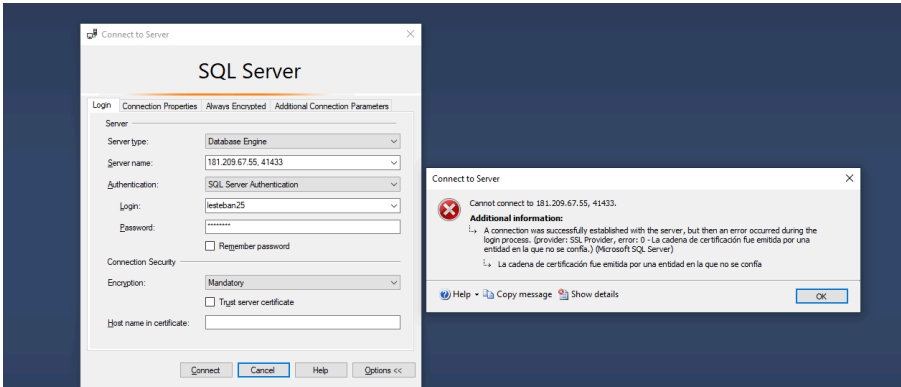 Connect to Server
SQL Server
Login Connection Properties Always Encrypted Additional Connection Parameters
Server
Server type: Database Engine
Server name: 181.209.67.55, 41433
Authentication: SQL Server Authentication
Login: lesteban25
Password: ********
Remember password
Connection Security
Encryption: Mandatory
Trust server certificate
Host name in certificate:
Connect Cancel Help Options <<
Connect to Server
Cannot connect to 181.209.67.55, 41433.
Additional information:
A connection was successfully established with the server, but then an error occurred during the
login process. (provider: SSL Provider, error: 0 - La cadena de certificación fue emitida por una
entidad en la que no se confía.) (Microsoft SQL Server)
La cadena de certificación fue emitida por una entidad en la que no se confía
Help Copy message Show details OK